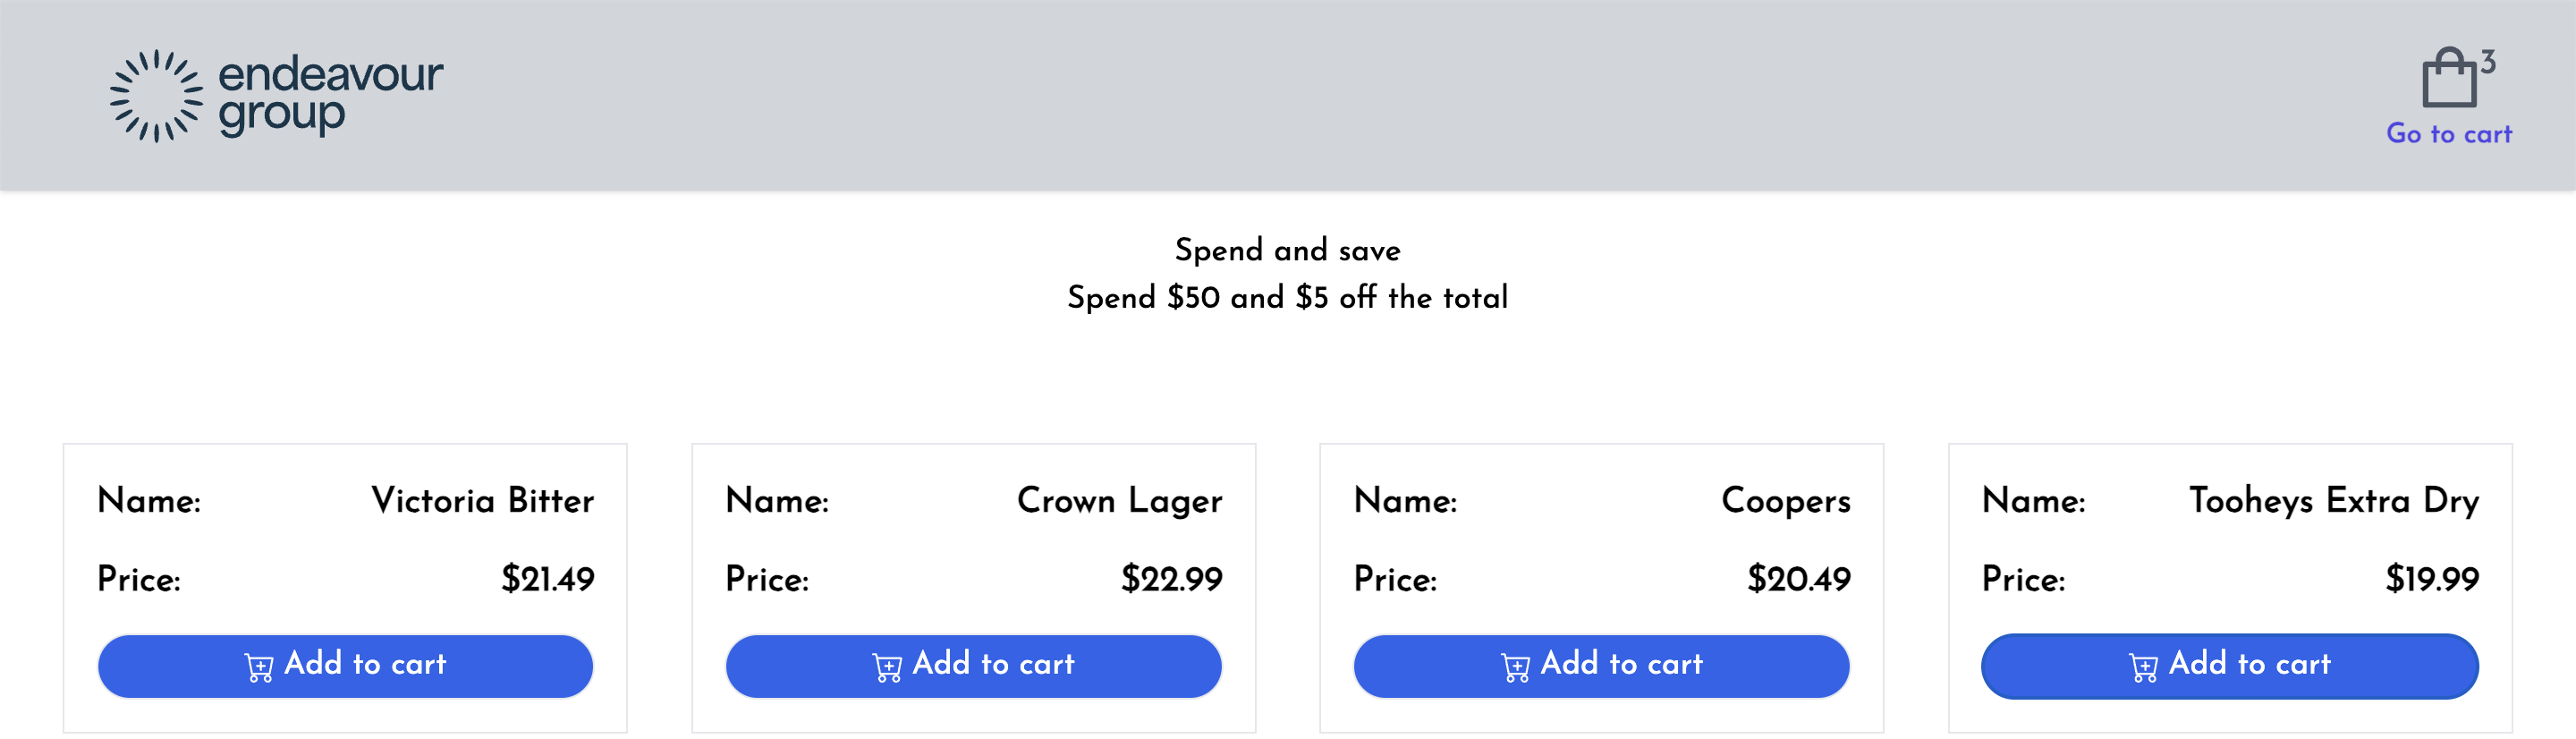 endeavour
group
3
Go to cart
Spend and save
Spend $50 and $5 off the total
Name: Victoria Bitter
Price: $21.49
Add to cart
Name: Crown Lager
Price: $22.99
Add to cart
Name: Coopers
Price: $20.49
Add to cart
Name: Tooheys Extra Dry
Price: $19.99
Add to cart